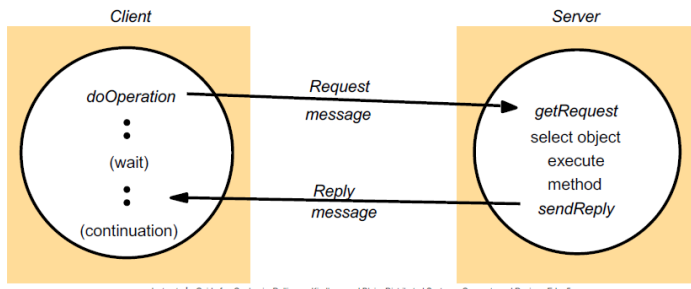 Client
Server
doOperation
(wait)
(continuation)
Request
message
Reply
message
getRequest
select object
execute
method
sendReply